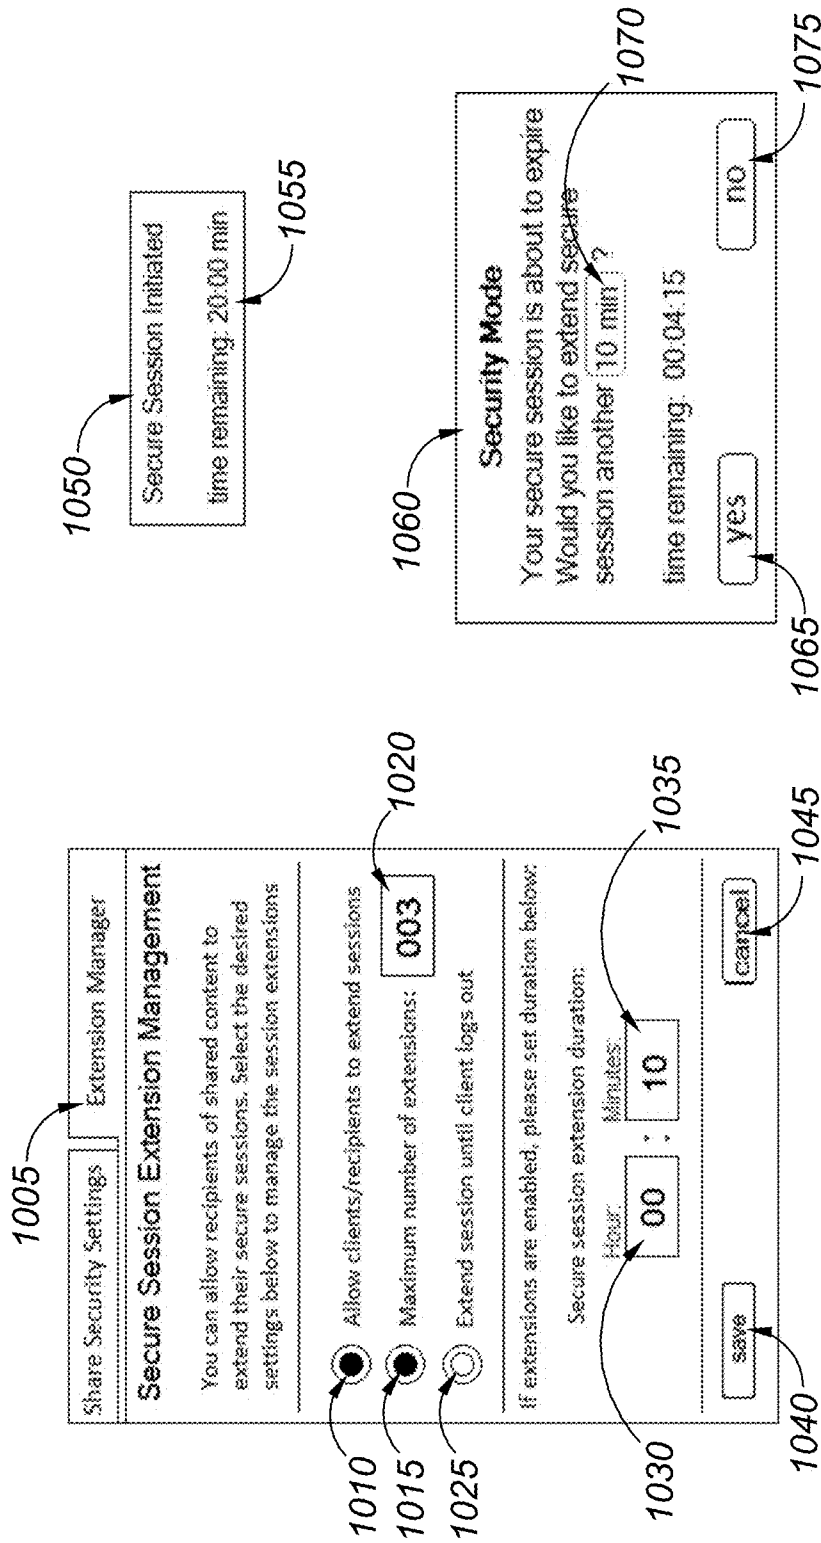 1005
Share Security Settings
Extension Manager
Secure Session Extension Management
You can allow recipients of shared content to
extend their secure sessions. Select the desired
settings below to manage the session extensions
1010
Allow clients/recipients to extend sessions
1015
Maximum number of extensions:
003
1020
1025
Extend session until client logs out
If extensions are enabled, please set duration below:
Secure session extension duration:
Hour:
Minutes:
00 : 10
1030
1035
save
cancel
1040
1045
1050
Secure Session Initiated
time remaining: 20:00 min
1055
1060
Security Mode
Your secure session is about to expire
Would you like to extend secure
session another 10 min ?
1070
time remaining: 00:04:15
yes
no
1065
1075